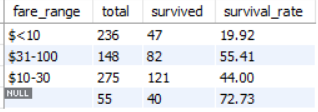 fare_range total survived survival_rate
$<10 236 47 19.92
$31-100 148 82 55.41
$10-30 275 121 44.00
NULL 55 40 72.73